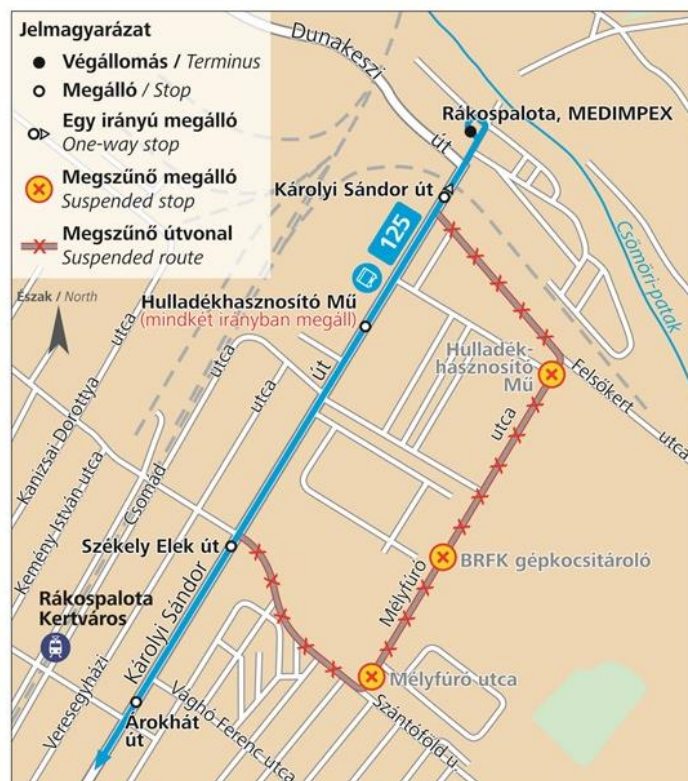 Jelmagyarázat
Végállomás / Terminus
Megálló / Stop
Egy irányú megálló
One-way stop
Megszűnő megálló
Suspended stop
Megszűnő útvonal
Suspended route
Észak / North
Dunakeszi
út
Rákospalota, MEDIMPEX
Károlyi Sándor út
125
Csömöri-patak
Hulladékhasznosító Mű
(mindkét irányban megáll)
Hulladék-
hasznosító
Mű
Felsőkert
utca
utca
utca
utca
út
utca
Kanizsai Dorottya
Kemény István utca
Csomád
Székely Elek út
BRFK gépkocsitároló
Mélyfúró
Rákospalota
Kertváros
Károlyi Sándor
Mélyfúró utca
Veresegyházi
Vághó Ferenc utca
Szántóföld u.
Árokhát
út